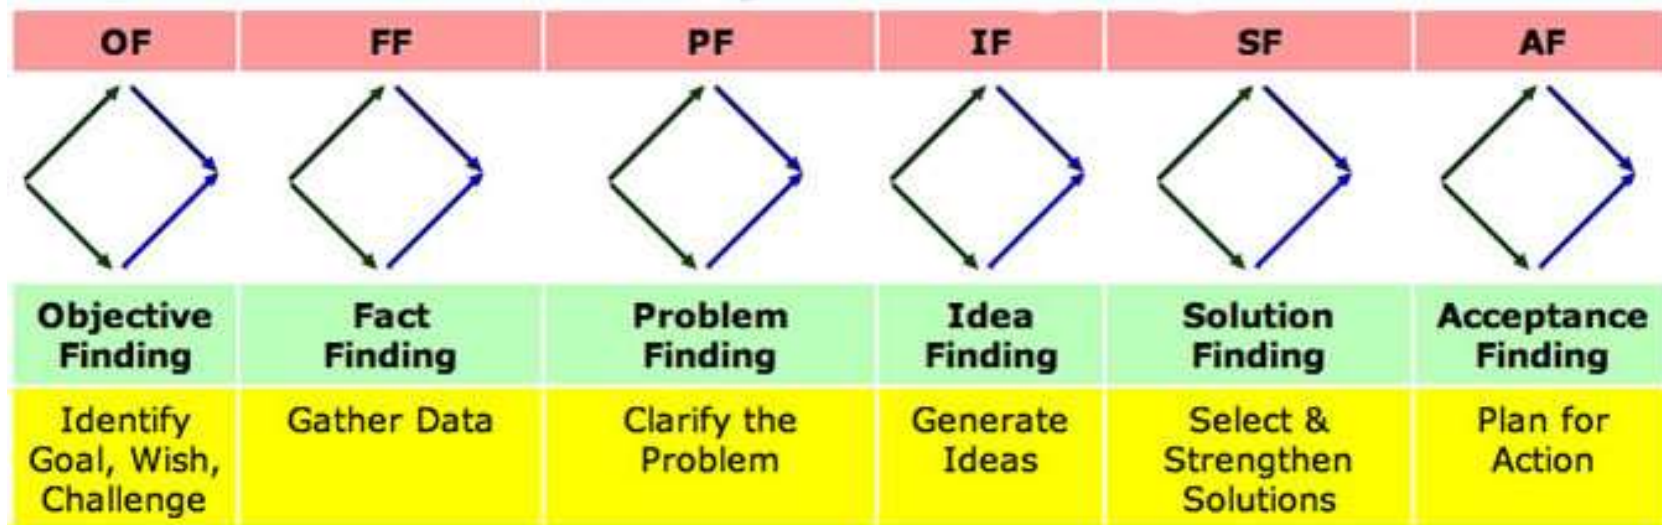 OF FF PF IF SF AF
Objective Finding
Fact Finding
Problem Finding
Idea Finding
Solution Finding
Acceptance Finding
Identify
Goal, Wish,
Challenge
Gather Data
Clarify the
Problem
Generate
Ideas
Select &
Strengthen
Solutions
Plan for
Action